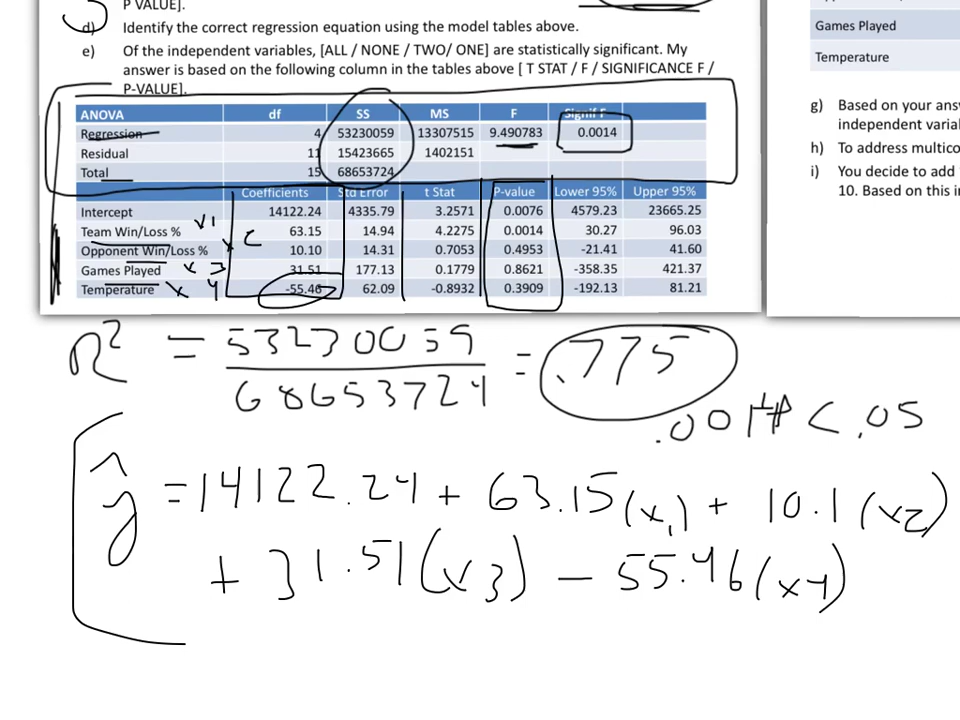 P VALUE].
d) Identify the correct regression equation using the model tables above.
e) Of the independent variables, [ALL / NONE / TWO/ ONE] are statistically significant. My
answer is based on the following column in the tables above [ T STAT / F / SIGNIFICANCE F /
P-VALUE].
ANOVA df SS MS F Signif F
Regression 4 53230059 13307515 9.490783 0.0014
Residual 11 15423665 1402151
Total 15 68653724
Coefficients Std Error t Stat P-value Lower 95% Upper 95%
Intercept 14122.24 4335.79 3.2571 0.0076 4579.23 23665.25
Team Win/Loss % 63.15 14.94 4.2275 0.0014 30.27 96.03
Opponent Win/Loss % 10.10 14.31 0.7053 0.4953 -21.41 41.60
Games Played x 3 31.51 177.13 0.1779 0.8621 -358.35 421.37
Temperature x 4 -55.46 62.09 -0.8932 0.3909 -192.13 81.21
Games Played
Temperature
g) Based on your ans
independent varial
h) To address multico
i) You decide to add
10. Based on this i
R² = 53230059 / 68653724 = .775
.0014 < .05
ŷ = 14122.24 + 63.15 (x1) + 10.1 (x2)
+ 31.51 (x3) - 55.46 (x4)